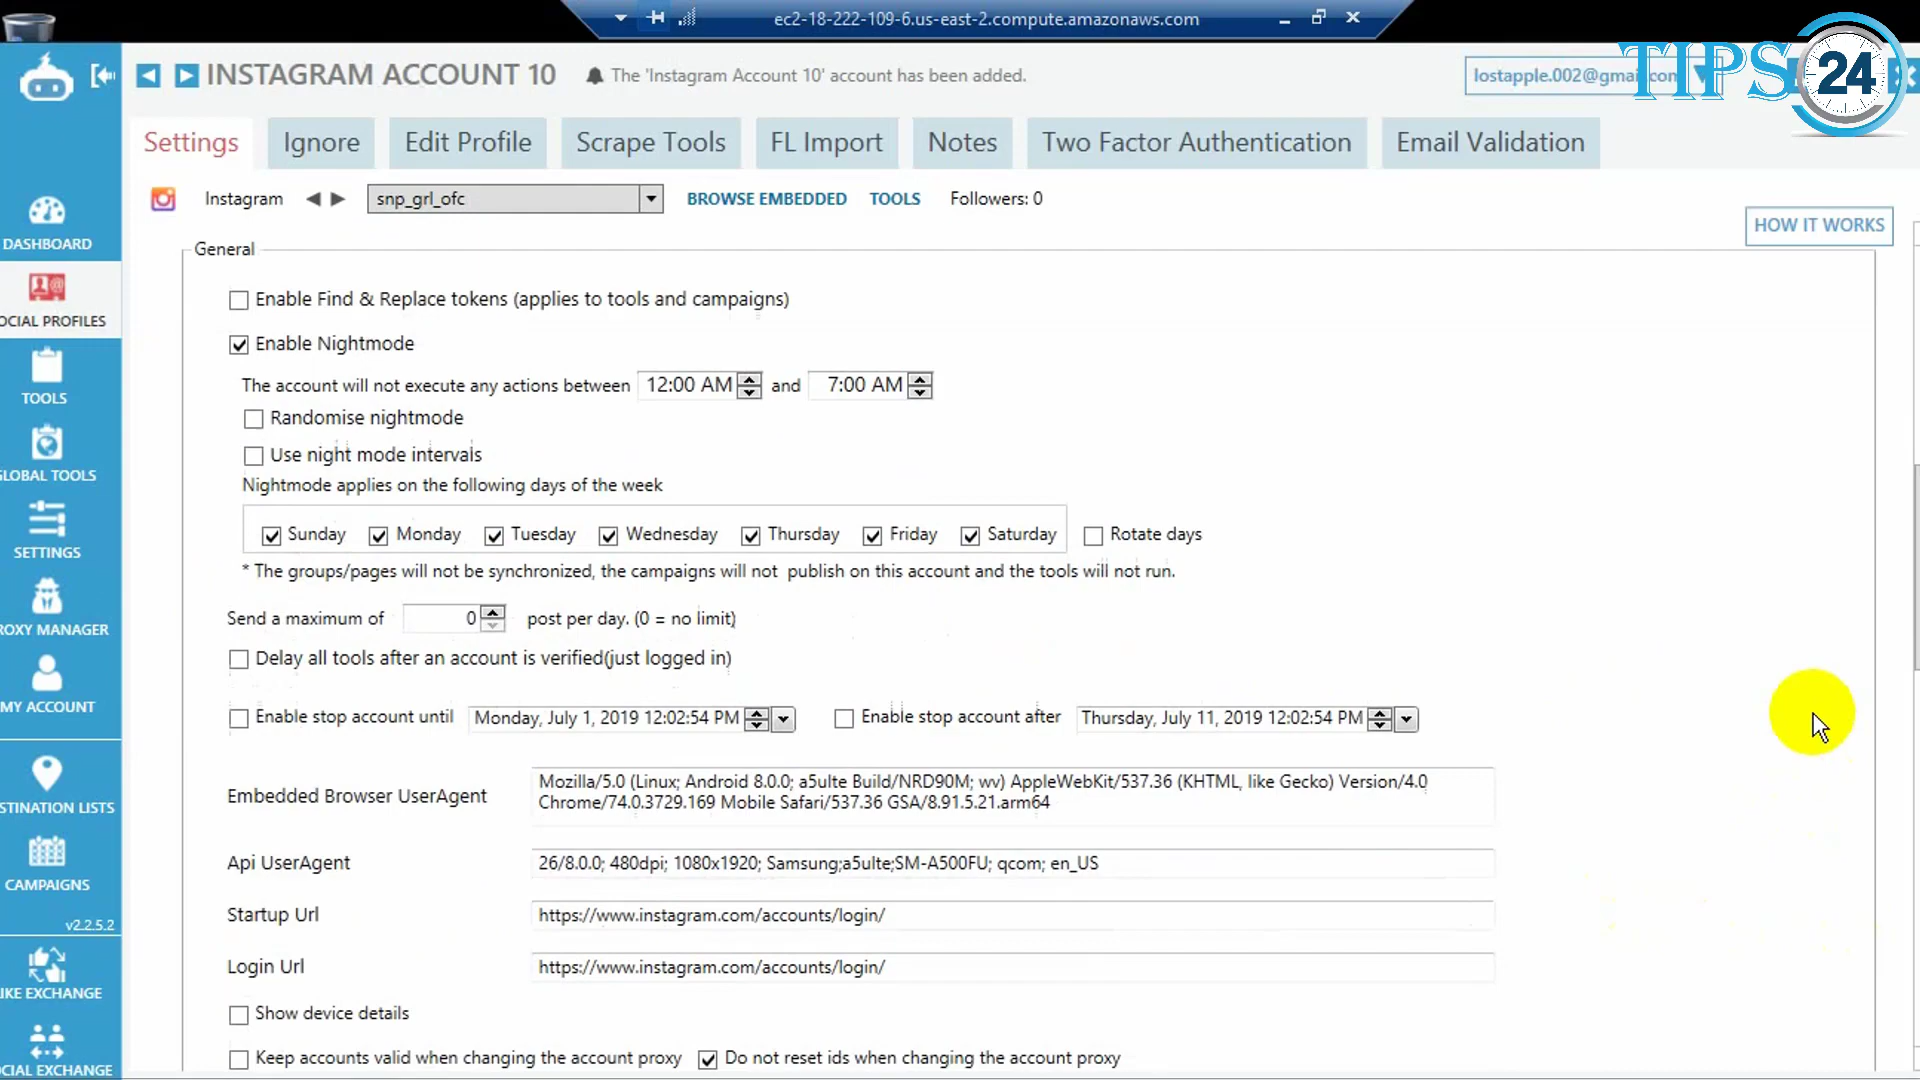 ec2-18-222-109-6.us-east-2.compute.amazonaws.com
INSTAGRAM ACCOUNT 10
The 'Instagram Account 10' account has been added.
lostapple.002@gmail.com
TIPS 24
Settings
Ignore
Edit Profile
Scrape Tools
FL Import
Notes
Two Factor Authentication
Email Validation
Instagram
snp_grl_ofc
BROWSE EMBEDDED
TOOLS
Followers: 0
HOW IT WORKS
DASHBOARD
OCIAL PROFILES
TOOLS
GLOBAL TOOLS
SETTINGS
ROXY MANAGER
MY ACCOUNT
STINATION LISTS
CAMPAIGNS
v2.2.5.2
IKE EXCHANGE
CIAL EXCHANGE
General
Enable Find & Replace tokens (applies to tools and campaigns)
Enable Nightmode
The account will not execute any actions between 12:00 AM and 7:00 AM
Randomise nightmode
Use night mode intervals
Nightmode applies on the following days of the week
Sunday Monday Tuesday Wednesday Thursday Friday Saturday Rotate days
* The groups/pages will not be synchronized, the campaigns will not publish on this account and the tools will not run.
Send a maximum of 0 post per day. (0 = no limit)
Delay all tools after an account is verified(just logged in)
Enable stop account until Monday, July 1, 2019 12:02:54 PM Enable stop account after Thursday, July 11, 2019 12:02:54 PM
Embedded Browser UserAgent
Mozilla/5.0 (Linux; Android 8.0.0; a5ulte Build/NRD90M; wv) AppleWebKit/537.36 (KHTML, like Gecko) Version/4.0
Chrome/74.0.3729.169 Mobile Safari/537.36 GSA/8.91.5.21.arm64
Api UserAgent
26/8.0.0; 480dpi; 1080x1920; Samsung;a5ulte;SM-A500FU; qcom; en_US
Startup Url
https://www.instagram.com/accounts/login/
Login Url
https://www.instagram.com/accounts/login/
Show device details
Keep accounts valid when changing the account proxy Do not reset ids when changing the account proxy